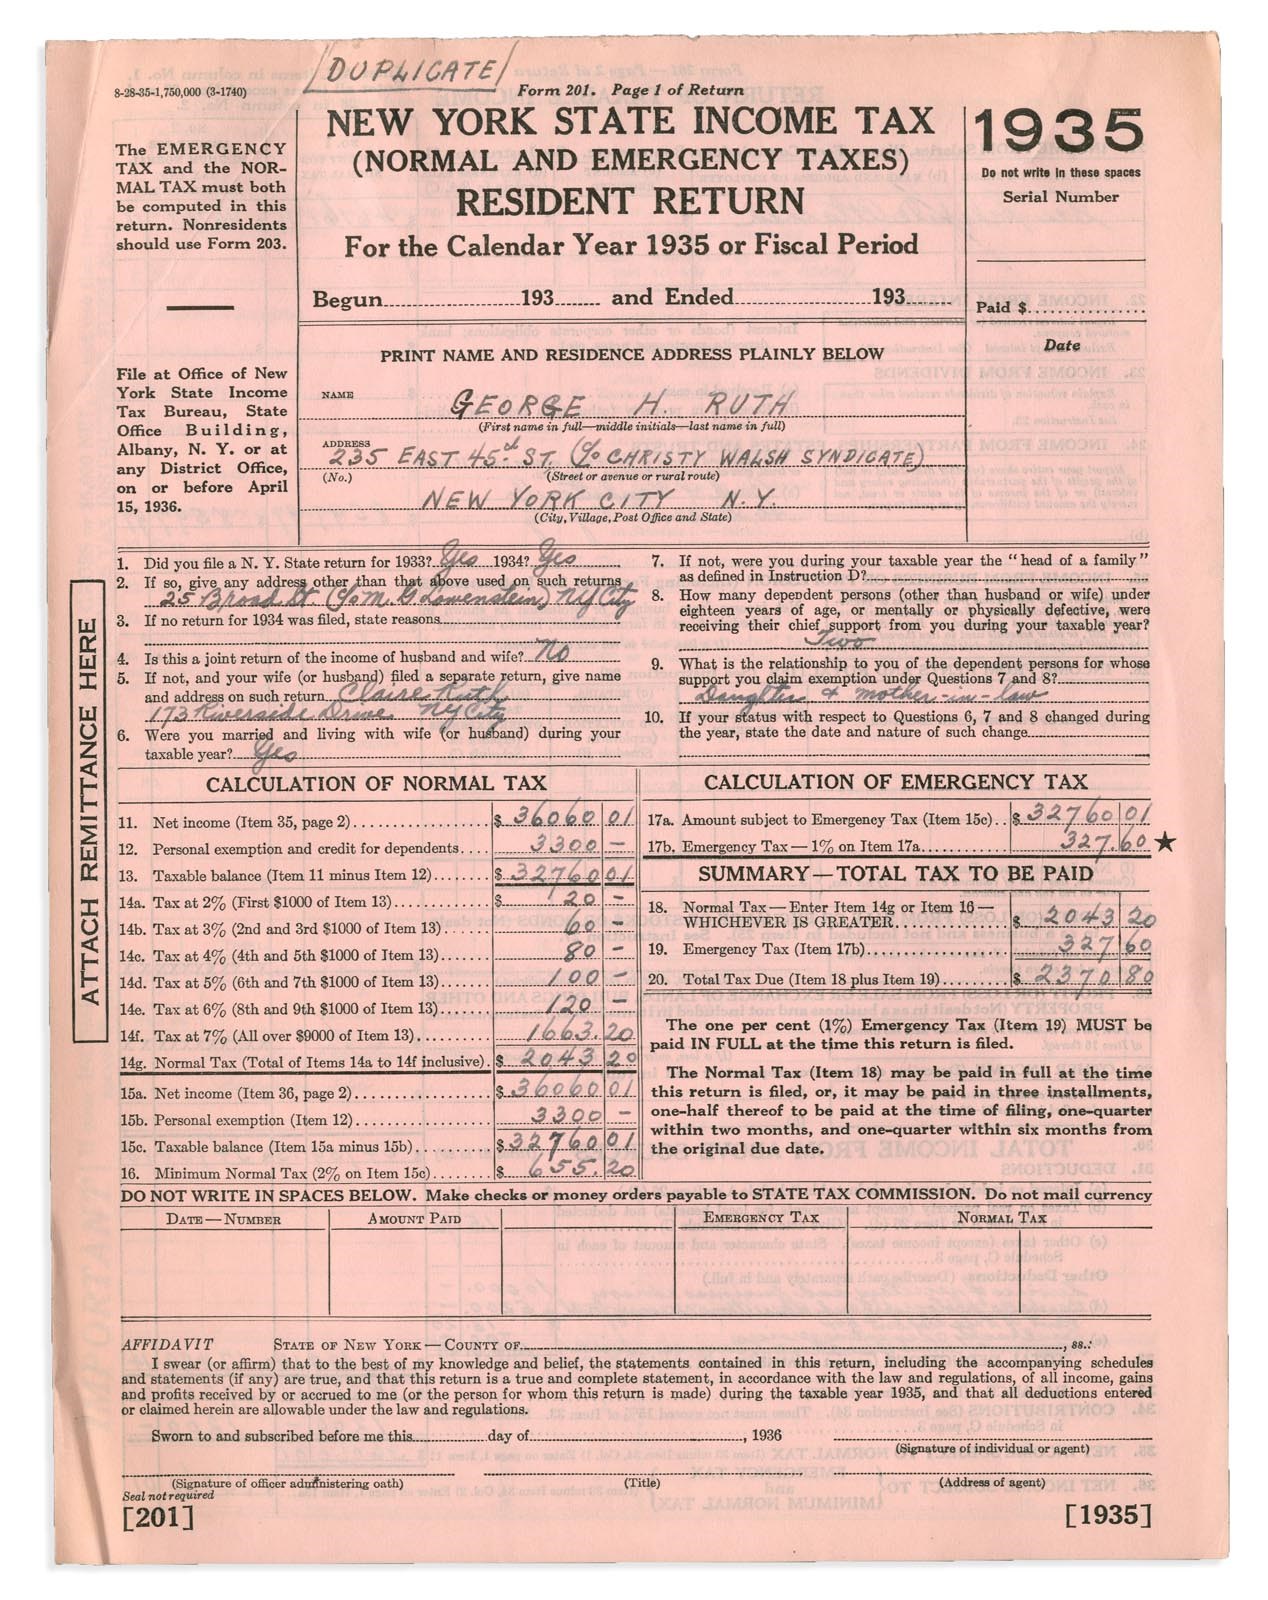 DUPLICATE
8-28-35-1,750,000 (3-1740)
Form 201. Page 1 of Return
The EMERGENCY
TAX and the NOR-
MAL TAX must both
be computed in this
return. Nonresidents
should use Form 203.
NEW YORK STATE INCOME TAX
(NORMAL AND EMERGENCY TAXES)
RESIDENT RETURN
For the Calendar Year 1935 or Fiscal Period
Begun 193 and Ended 193
1935
Do not write in these spaces
Serial Number
Paid $
Date
File at Office of New
York State Income
Tax Bureau, State
Office Building,
Albany, N. Y. or at
any District Office,
on or before April
15, 1936.
PRINT NAME AND RESIDENCE ADDRESS PLAINLY BELOW
NAME GEORGE H. RUTH
(First name in full—middle initials—last name in full)
ADDRESS 235 EAST 45d ST. (c/o CHRISTY WALSH SYNDICATE)
(No.) (Street or avenue or rural route)
NEW YORK CITY N.Y.
(City, Village, Post Office and State)
ATTACH REMITTANCE HERE
1. Did you file a N. Y. State return for 1933? Yes 1934? Yes
2. If so, give any address other than that above used on such returns
25 Broad St. (c/o M. G Lowenstein) NY City
3. If no return for 1934 was filed, state reasons
4. Is this a joint return of the income of husband and wife? No
5. If not, and your wife (or husband) filed a separate return, give name
and address on such return Claire Ruth
173 Riverside Drive NY City
6. Were you married and living with wife (or husband) during your
taxable year? Yes
7. If not, were you during your taxable year the "head of a family"
as defined in Instruction D?
8. How many dependent persons (other than husband or wife) under
eighteen years of age, or mentally or physically defective, were
receiving their chief support from you during your taxable year?
Two
9. What is the relationship to you of the dependent persons for whose
support you claim exemption under Questions 7 and 8?
Daughter & mother-in-law
10. If your status with respect to Questions 6, 7 and 8 changed during
the year, state the date and nature of such change
CALCULATION OF NORMAL TAX
11. Net income (Item 35, page 2) $ 36060 01
12. Personal exemption and credit for dependents 3300 –
13. Taxable balance (Item 11 minus Item 12) $ 32760 01
14a. Tax at 2% (First $1000 of Item 13) $ 20 –
14b. Tax at 3% (2nd and 3rd $1000 of Item 13) 60 –
14c. Tax at 4% (4th and 5th $1000 of Item 13) 80 –
14d. Tax at 5% (6th and 7th $1000 of Item 13) 100 –
14e. Tax at 6% (8th and 9th $1000 of Item 13) 120 –
14f. Tax at 7% (All over $9000 of Item 13) 1663.20
14g. Normal Tax (Total of Items 14a to 14f inclusive) $ 2043 20
15a. Net income (Item 36, page 2) $ 36060 01
15b. Personal exemption (Item 12) 3300 –
15c. Taxable balance (Item 15a minus 15b) $ 32760 01
16. Minimum Normal Tax (2% on Item 15c) $ 655.20
CALCULATION OF EMERGENCY TAX
17a. Amount subject to Emergency Tax (Item 15c) $ 32760 01
17b. Emergency Tax—1% on Item 17a 327.60 ★
SUMMARY—TOTAL TAX TO BE PAID
18. Normal Tax—Enter Item 14g or Item 16—
WHICHEVER IS GREATER $ 2043 20
19. Emergency Tax (Item 17b) 327 60
20. Total Tax Due (Item 18 plus Item 19) $ 2370 80
The one per cent (1%) Emergency Tax (Item 19) MUST be
paid IN FULL at the time this return is filed.
The Normal Tax (Item 18) may be paid in full at the time
this return is filed, or, it may be paid in three installments,
one-half thereof to be paid at the time of filing, one-quarter
within two months, and one-quarter within six months from
the original due date.
DO NOT WRITE IN SPACES BELOW. Make checks or money orders payable to STATE TAX COMMISSION. Do not mail currency
DATE—NUMBER AMOUNT PAID EMERGENCY TAX NORMAL TAX
AFFIDAVIT STATE OF NEW YORK—COUNTY OF , ss.:
I swear (or affirm) that to the best of my knowledge and belief, the statements contained in this return, including the accompanying schedules
and statements (if any) are true, and that this return is a true and complete statement, in accordance with the law and regulations, of all income, gains
and profits received by or accrued to me (or the person for whom this return is made) during the taxable year 1935, and that all deductions entered
or claimed herein are allowable under the law and regulations.
Sworn to and subscribed before me this day of , 1936
(Signature of individual or agent)
(Signature of officer administering oath) (Title) (Address of agent)
Seal not required
[201] [1935]